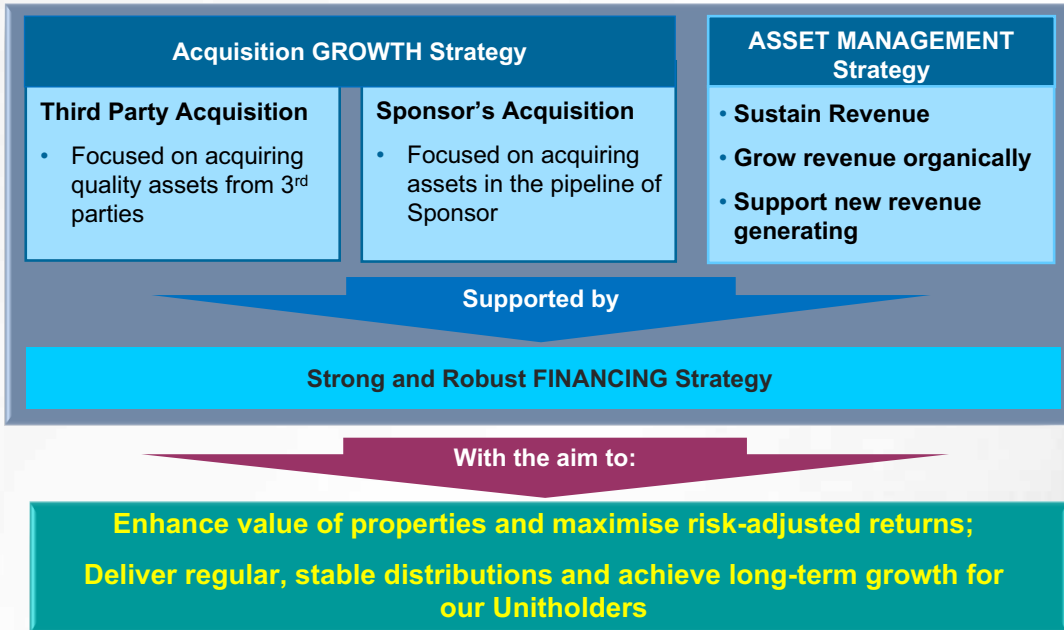 Acquisition GROWTH Strategy
Third Party Acquisition
• Focused on acquiring
quality assets from 3rd
parties
Sponsor's Acquisition
• Focused on acquiring
assets in the pipeline of
Sponsor
ASSET MANAGEMENT
Strategy
• Sustain Revenue
• Grow revenue organically
• Support new revenue
generating
Supported by
Strong and Robust FINANCING Strategy
With the aim to:
Enhance value of properties and maximise risk-adjusted returns;
Deliver regular, stable distributions and achieve long-term growth for
our Unitholders